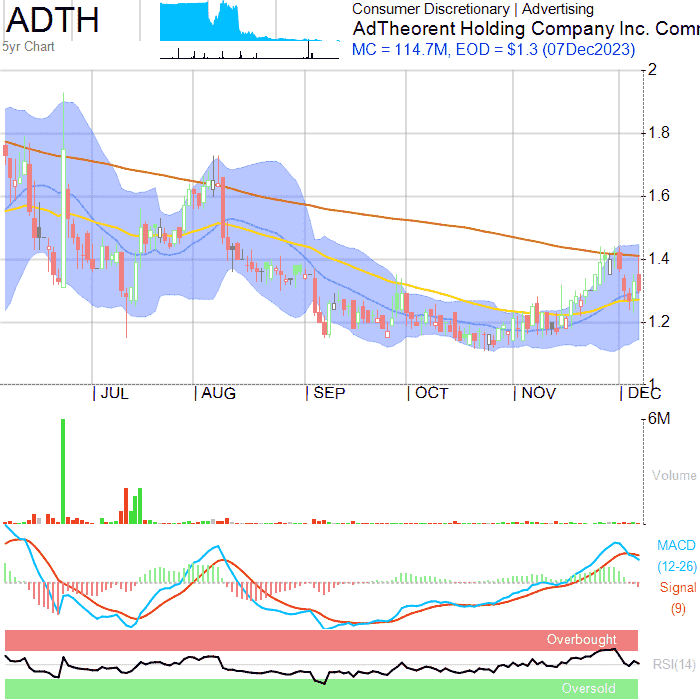 ADTH
5yr Chart
Consumer Discretionary | Advertising
AdTheorent Holding Company Inc. Comm
MC = 114.7M, EOD = $1.3 (07Dec2023)
2
1.8
1.6
1.4
1.2
1
JUL AUG SEP OCT NOV DEC
6M
Volume
MACD
(12-26)
Signal
(9)
Overbought
RSI(14)
Oversold